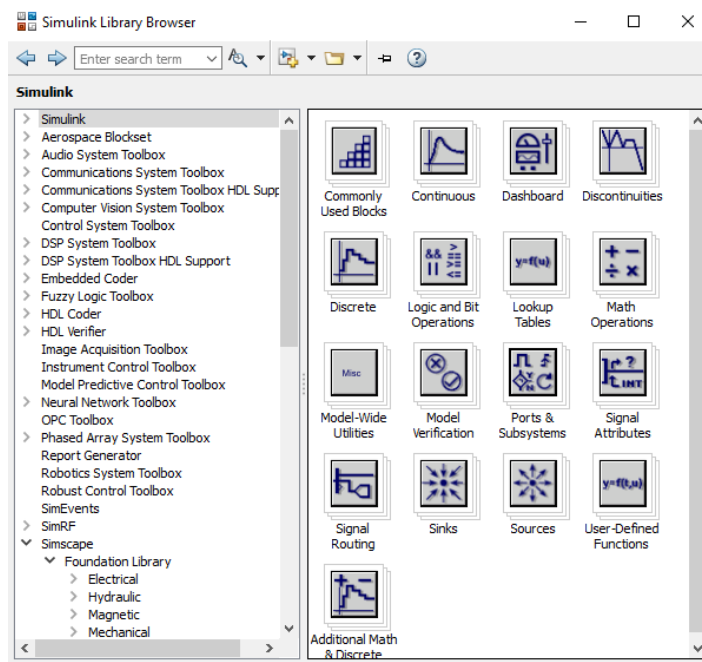 Simulink Library Browser
Enter search term
Simulink
Simulink
Aerospace Blockset
Audio System Toolbox
Communications System Toolbox
Communications System Toolbox HDL Supp
Computer Vision System Toolbox
Control System Toolbox
DSP System Toolbox
DSP System Toolbox HDL Support
Embedded Coder
Fuzzy Logic Toolbox
HDL Coder
HDL Verifier
Image Acquisition Toolbox
Instrument Control Toolbox
Model Predictive Control Toolbox
Neural Network Toolbox
OPC Toolbox
Phased Array System Toolbox
Report Generator
Robotics System Toolbox
Robust Control Toolbox
SimEvents
SimRF
Simscape
Foundation Library
Electrical
Hydraulic
Magnetic
Mechanical
Commonly
Used Blocks
Continuous
Dashboard
Discontinuities
Discrete
&& > ||  == <=
Logic and Bit
Operations
y=f(u)
Lookup
Tables
+ − ÷ ×
Math
Operations
Misc
Model-Wide
Utilities
Model
Verification
Y N
Ports &
Subsystems
? INT
Signal
Attributes
Signal
Routing
Sinks
Sources
y=f(t,u)
User-Defined
Functions
+ −
Additional Math
& Discrete